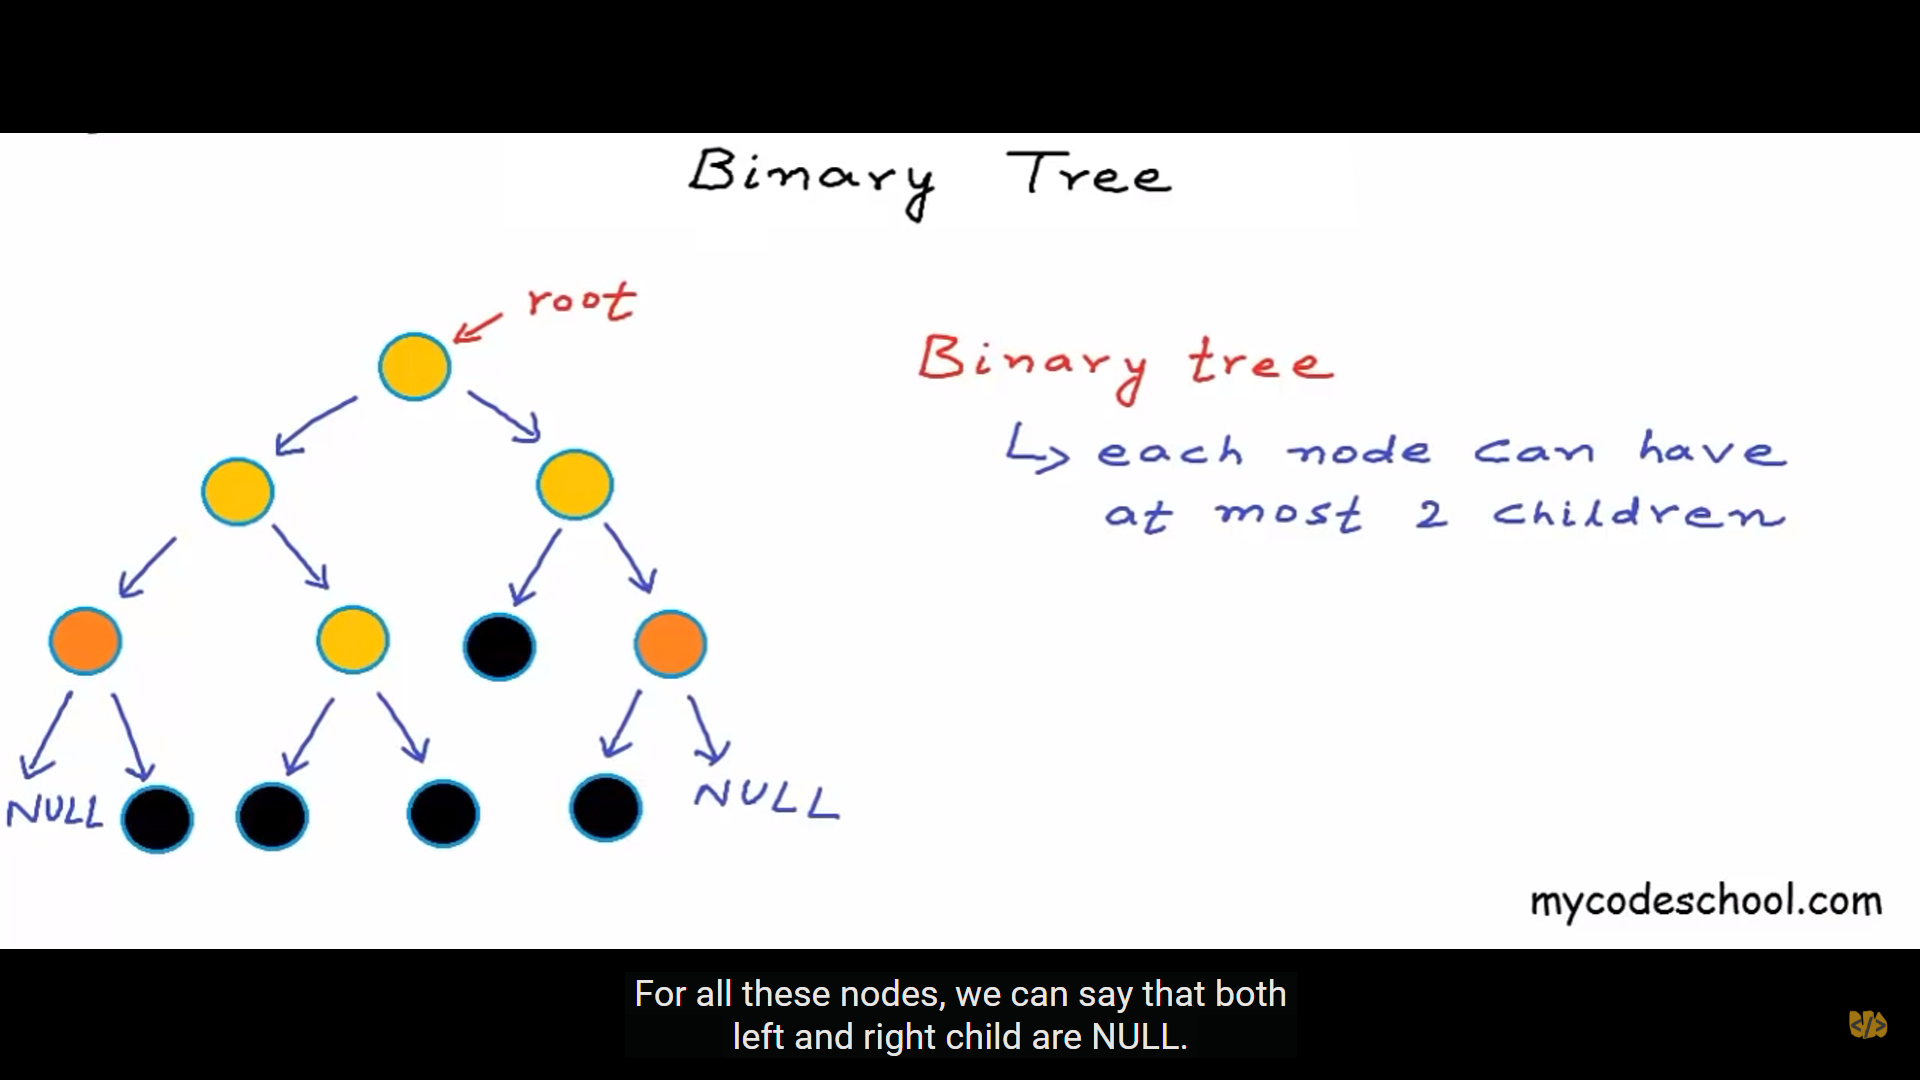 Binary Tree
root
Binary tree
↳ each node can have
at most 2 children
NULL
NULL
mycodeschool.com
For all these nodes, we can say that both
left and right child are NULL.